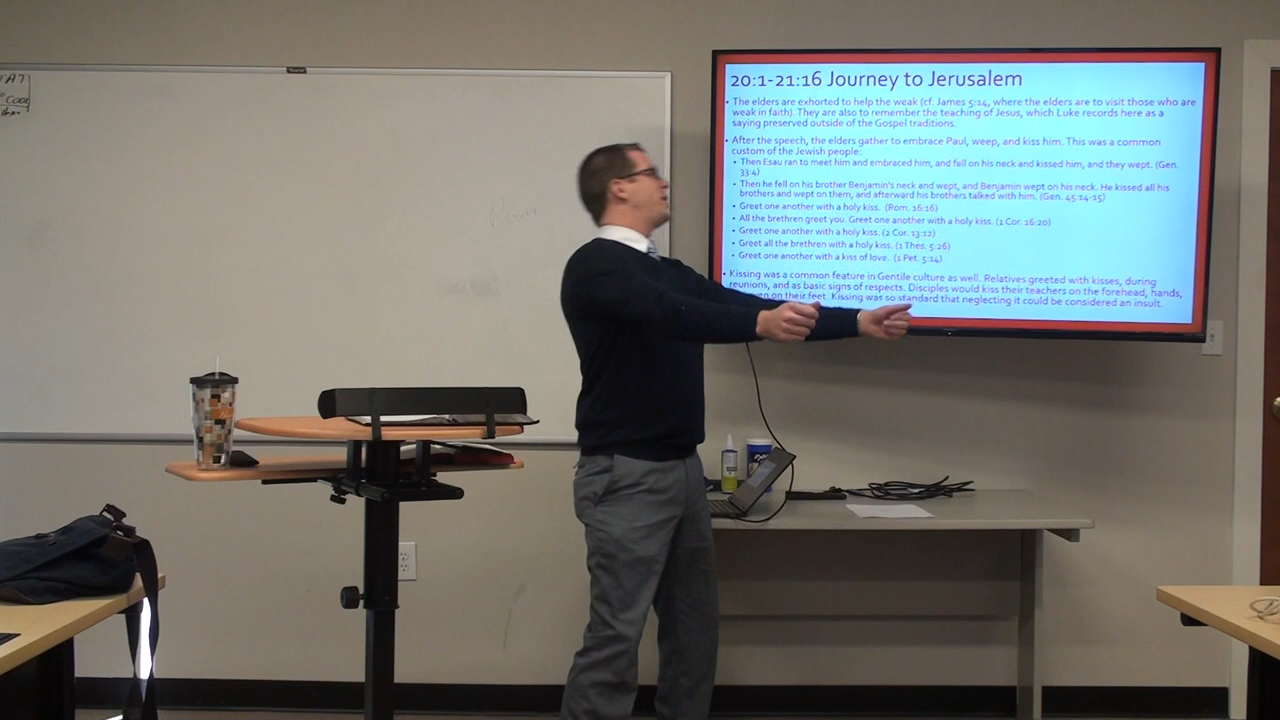 20:1-21:16 Journey to Jerusalem
• The elders are exhorted to help the weak (cf. James 5:14, where the elders are to visit those who are
weak in faith). They are also to remember the teaching of Jesus, which Luke records here as a
saying preserved outside of the Gospel traditions.
• After the speech, the elders gather to embrace Paul, weep, and kiss him. This was a common
custom of the Jewish people:
• Then Esau ran to meet him and embraced him, and fell on his neck and kissed him, and they wept. (Gen.
33:4)
• Then he fell on his brother Benjamin's neck and wept, and Benjamin wept on his neck. He kissed all his
brothers and wept on them, and afterward his brothers talked with him. (Gen. 45:14-15)
• Greet one another with a holy kiss. (Rom. 16:16)
• All the brethren greet you. Greet one another with a holy kiss. (1 Cor. 16:20)
• Greet one another with a holy kiss. (2 Cor. 13:12)
• Greet all the brethren with a holy kiss. (1 Thes. 5:26)
• Greet one another with a kiss of love. (1 Pet. 5:14)
• Kissing was a common feature in Gentile culture as well. Relatives greeted with kisses, during
reunions, and as basic signs of respects. Disciples would kiss their teachers on the forehead, hands,
on their feet. Kissing was so standard that neglecting it could be considered an insult.